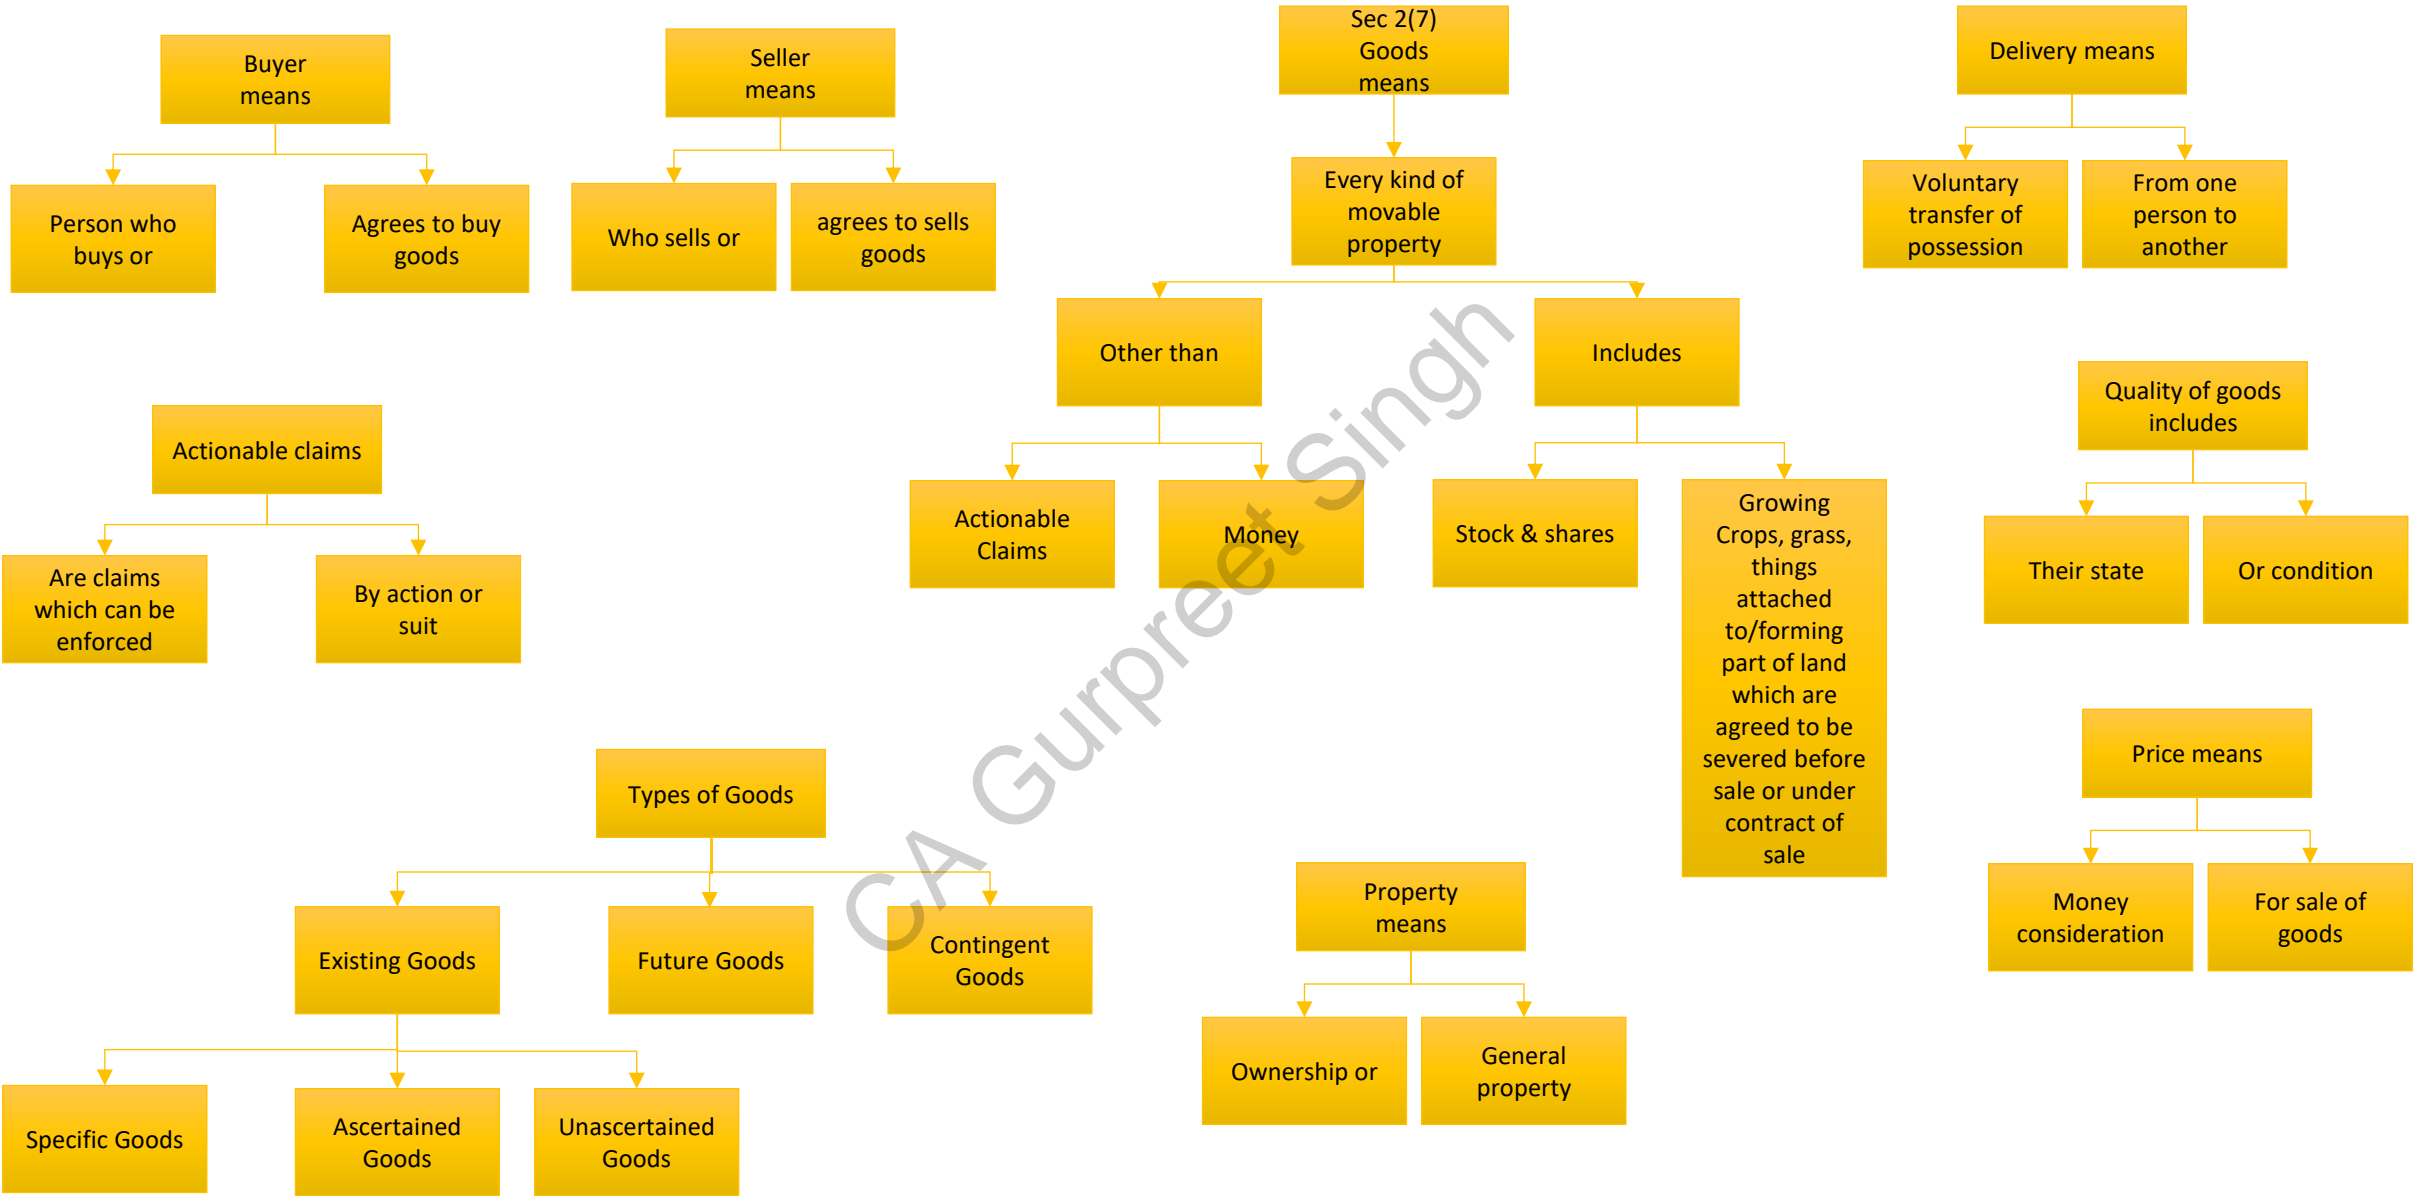 Buyer
means
Person who
buys or
Agrees to buy
goods
Seller
means
Who sells or
agrees to sells
goods
Sec 2(7)
Goods
means
Every kind of
movable
property
Other than
Includes
Actionable
Claims
Money
Stock & shares
Growing
Crops, grass,
things
attached
to/forming
part of land
which are
agreed to be
severed before
sale or under
contract of
sale
Delivery means
Voluntary
transfer of
possession
From one
person to
another
Actionable claims
Are claims
which can be
enforced
By action or
suit
Quality of goods
includes
Their state
Or condition
Types of Goods
Existing Goods
Future Goods
Contingent
Goods
Specific Goods
Ascertained
Goods
Unascertained
Goods
Property
means
Ownership or
General
property
Price means
Money
consideration
For sale of
goods
CA Gurpreet Singh